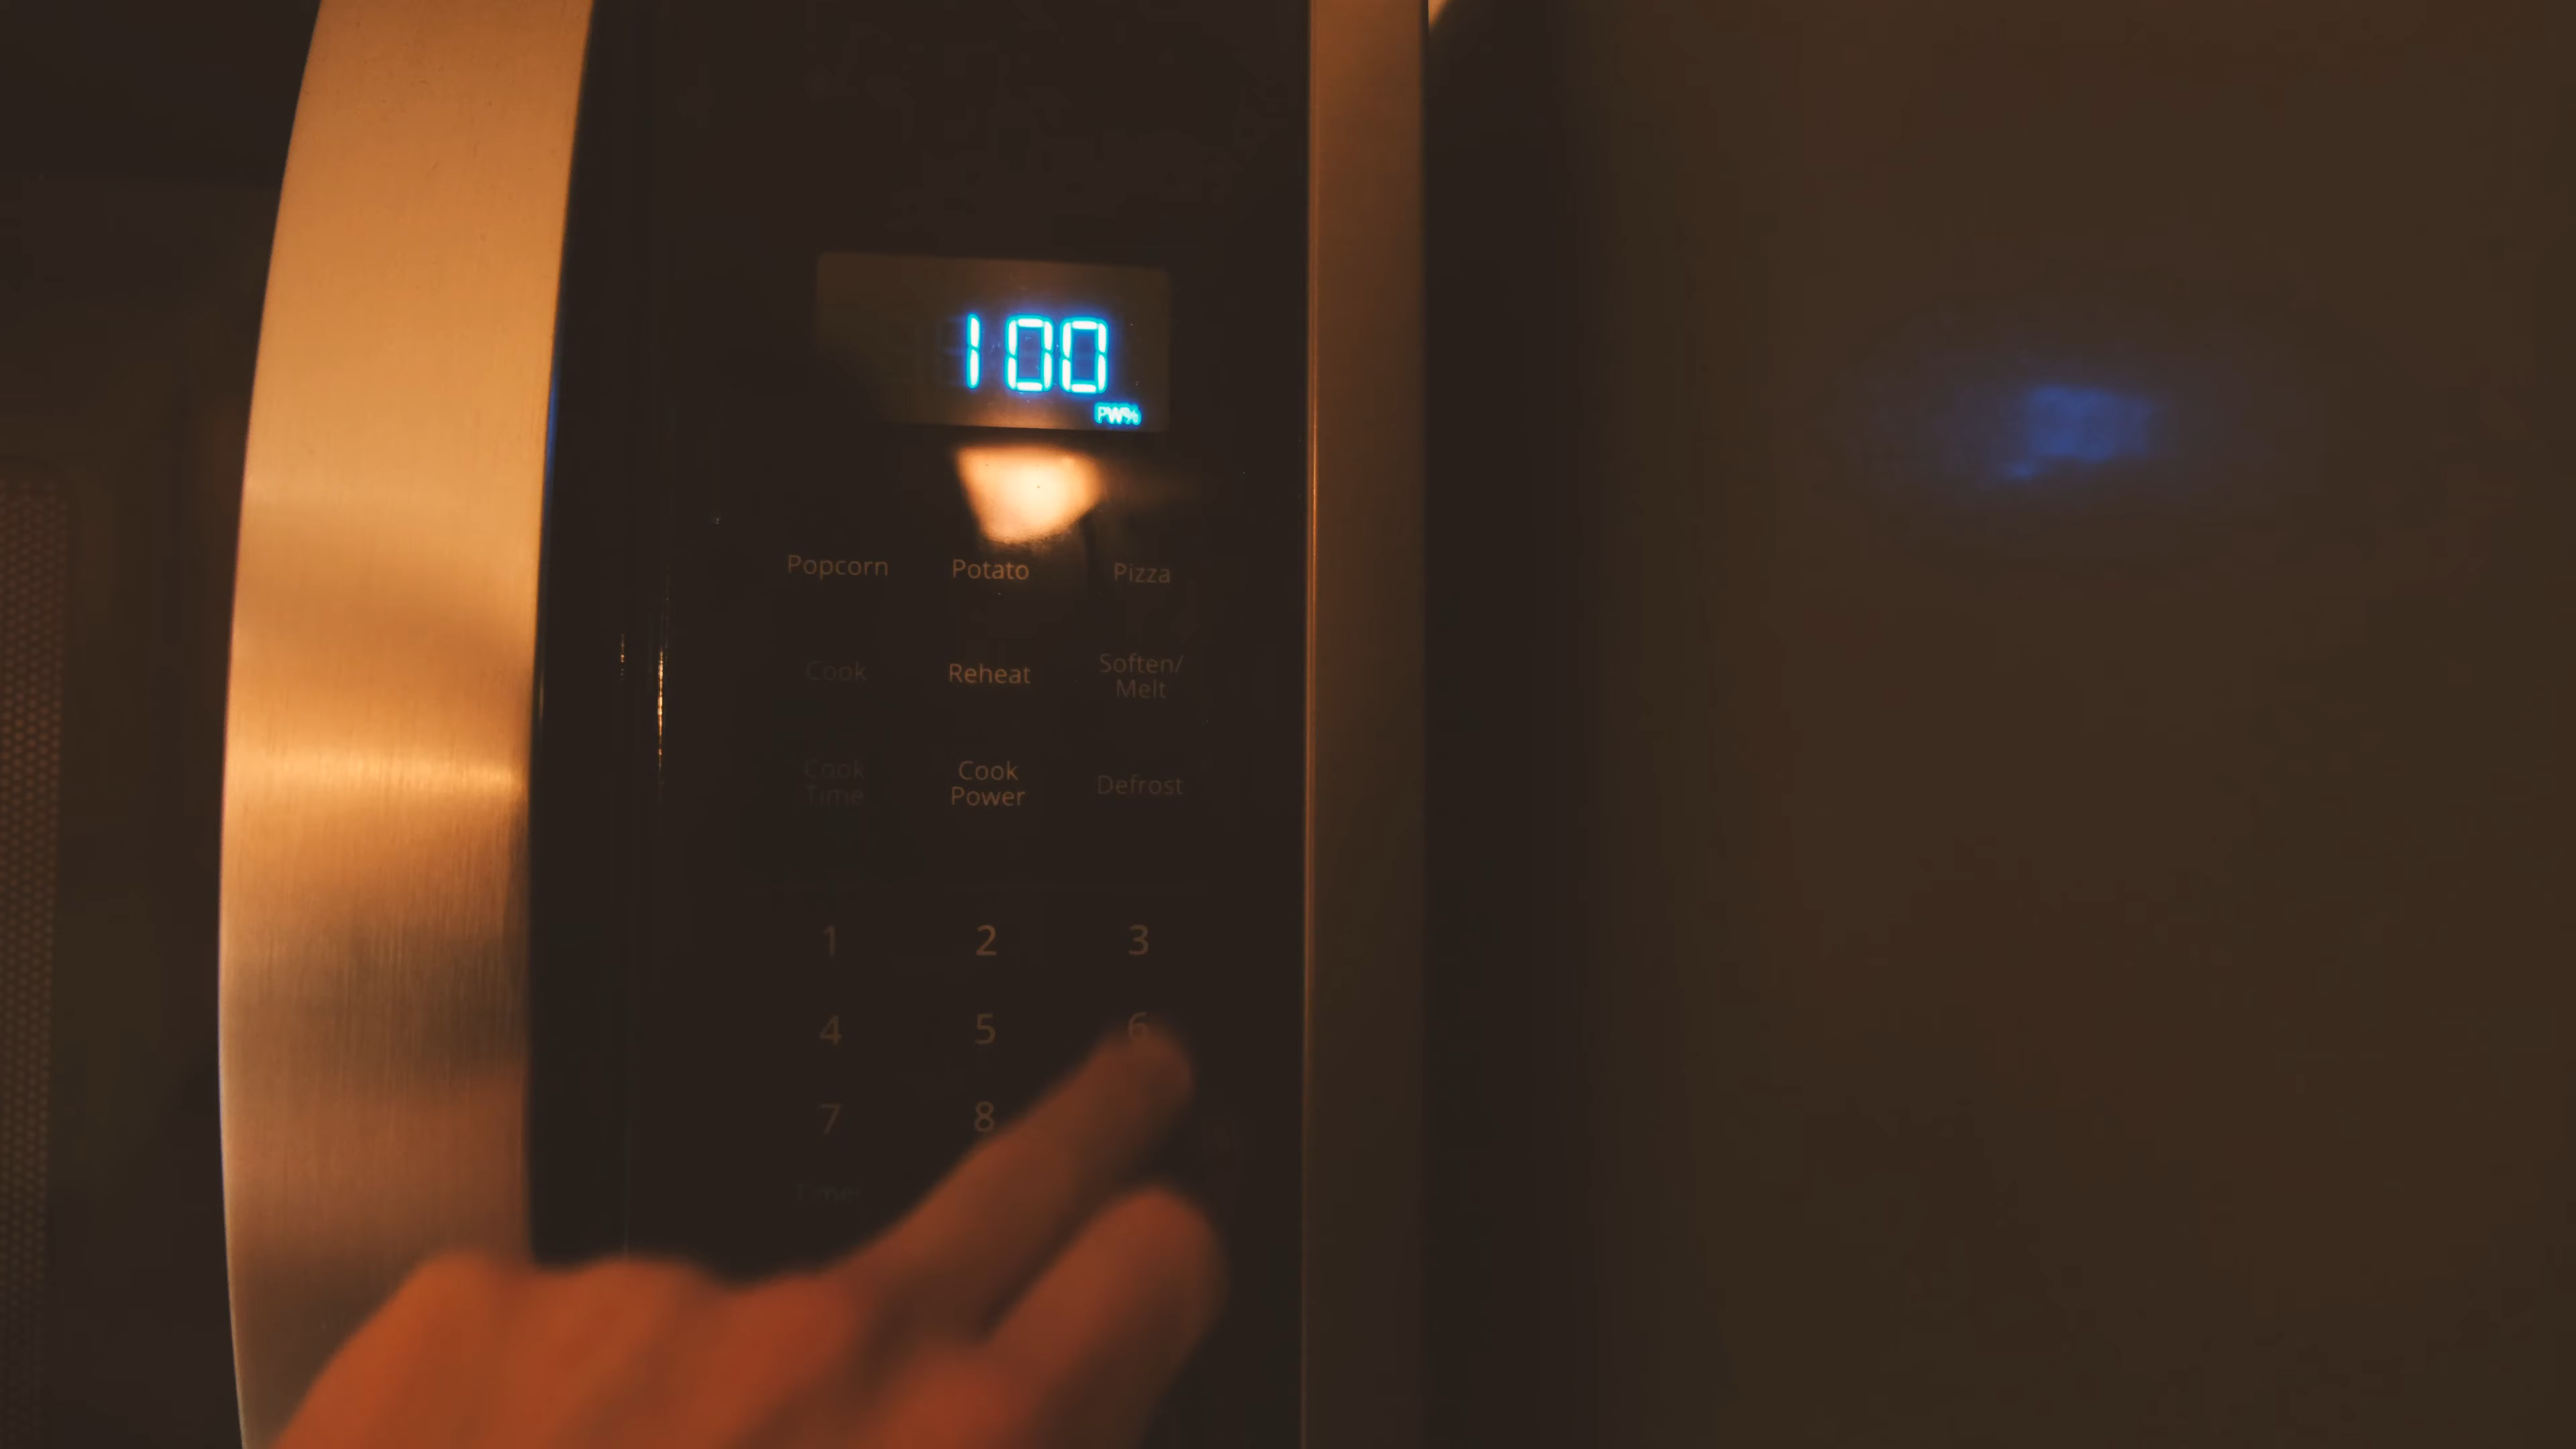 100
PW%
Popcorn Potato Pizza
Cook Reheat Soften/
Melt
Cook Cook Defrost
Time Power
1 2 3
4 5 6
7 8
Timer